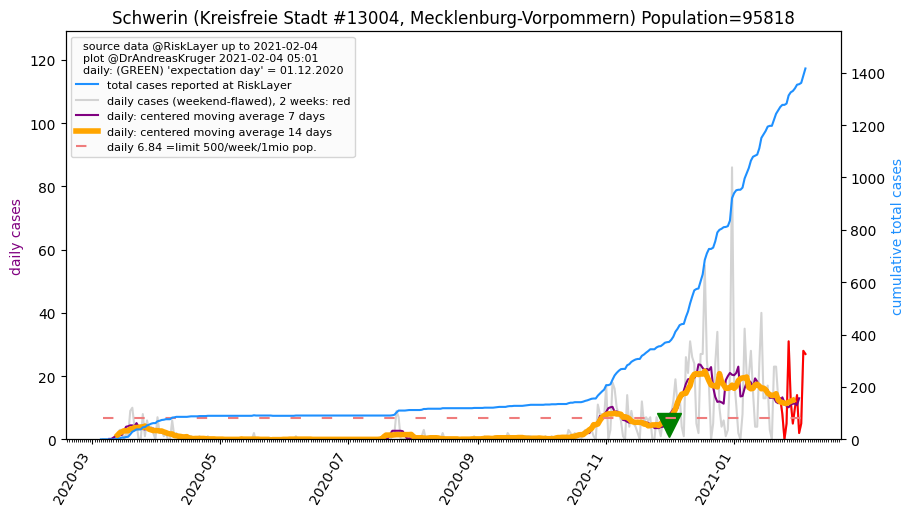 Schwerin (Kreisfreie Stadt #13004, Mecklenburg-Vorpommern) Population=95818
source data @RiskLayer up to 2021-02-04
plot @DrAndreasKruger 2021-02-04 05:01
daily: (GREEN) 'expectation day' = 01.12.2020
total cases reported at RiskLayer
daily cases (weekend-flawed), 2 weeks: red
daily: centered moving average 7 days
daily: centered moving average 14 days
daily 6.84 =limit 500/week/1mio pop.
daily cases
120
100
80
60
40
20
0
cumulative total cases
1400
1200
1000
800
600
400
200
0
2020-03
2020-05
2020-07
2020-09
2020-11
2021-01